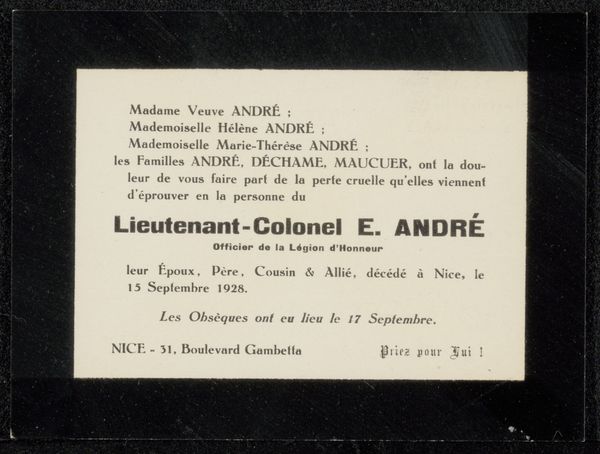 Madame Veuve ANDRÉ ;
Mademoiselle Hélène ANDRÉ ;
Mademoiselle Marie-Thérèse ANDRÉ ;
les Familles ANDRÉ, DÉCHAME, MAUCUER, ont la dou-
leur de vous faire part de la perte cruelle qu'elles viennent
d'éprouver en la personne du
Lieutenant-Colonel E. ANDRÉ
Officier de la Légion d'Honneur
leur Époux, Père, Cousin & Allié, décédé à Nice, le
15 Septembre 1928.
Les Obsèques ont eu lieu le 17 Septembre.
NICE - 31, Boulevard Gambetta Priez pour Lui !